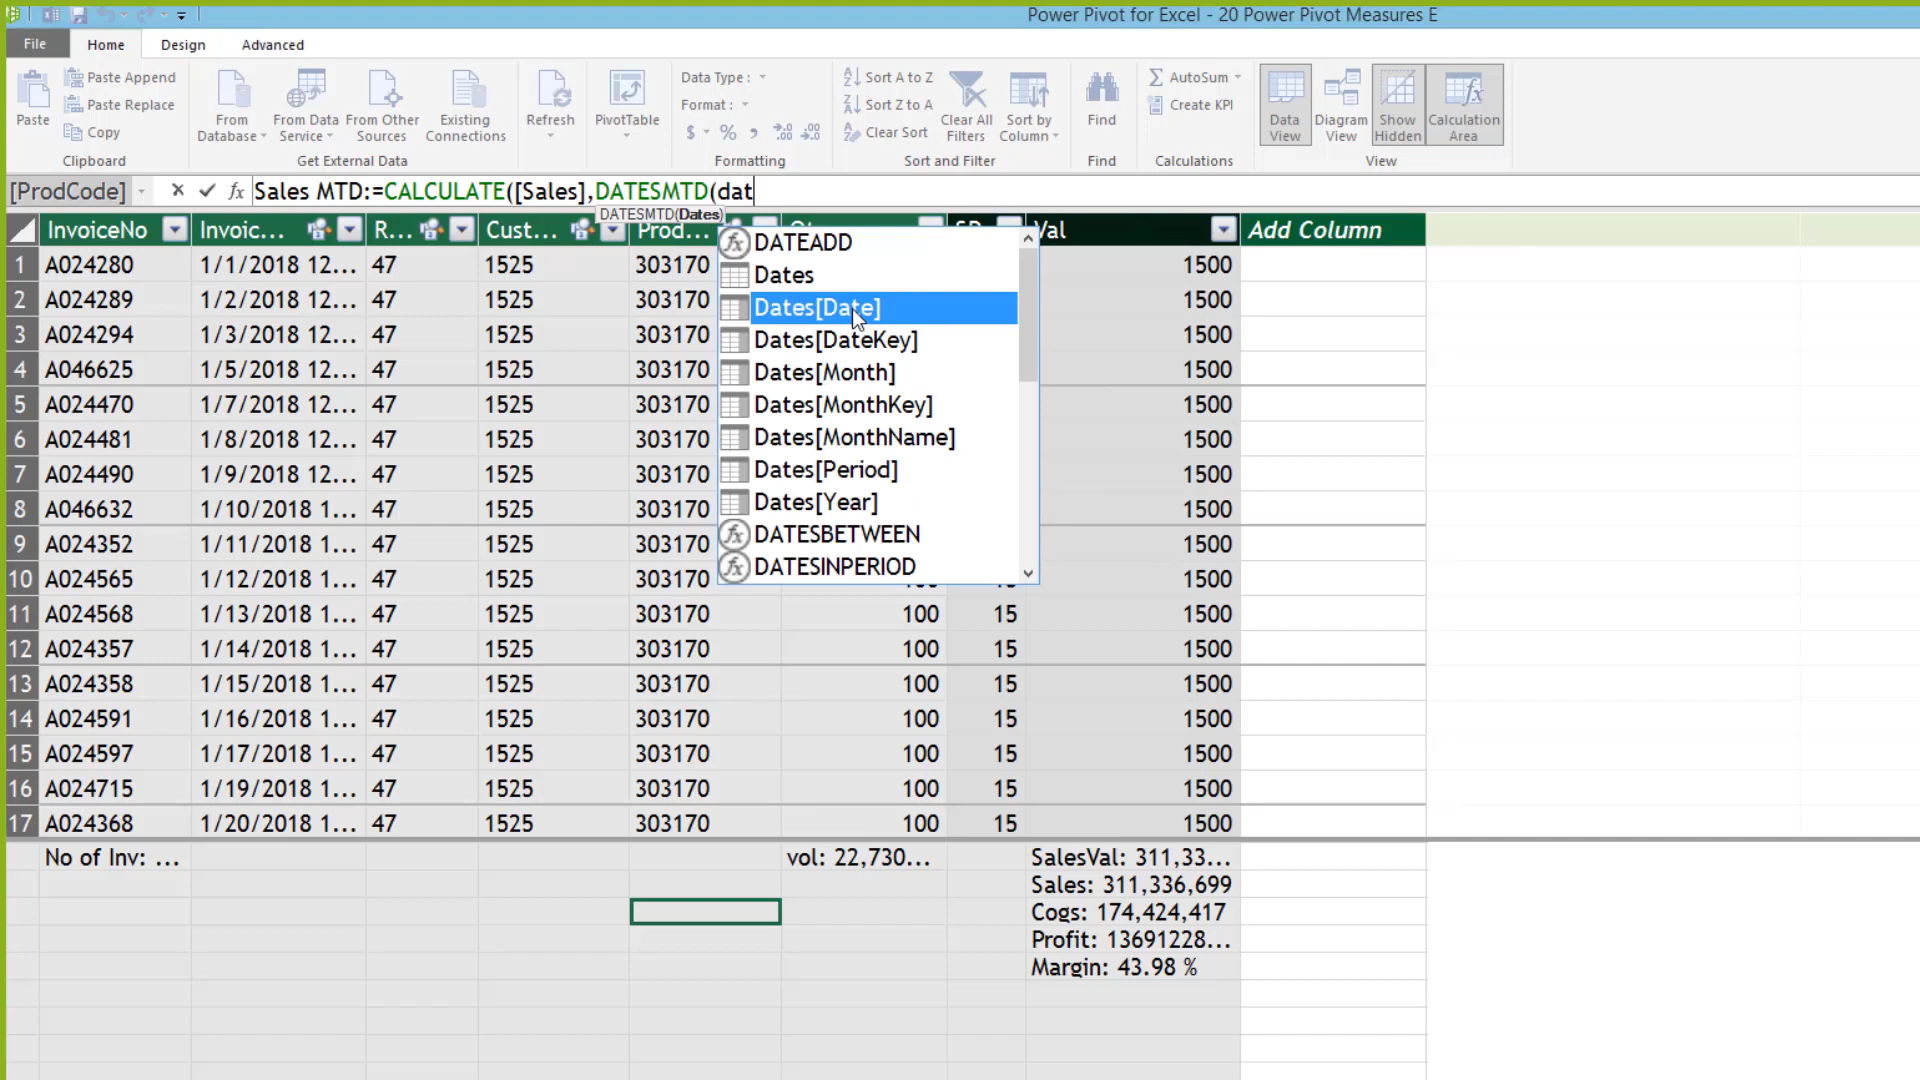 Power Pivot for Excel - 20 Power Pivot Measures E
File Home Design Advanced
Paste
Paste Append
Paste Replace
Copy
Clipboard
From Database
From Data Service
From Other Sources
Existing Connections
Get External Data
Refresh
PivotTable
Data Type :
Format :
$ % ,
Formatting
Sort A to Z
Sort Z to A
Clear Sort
Clear All Filters
Sort by Column
Sort and Filter
Find
Find
AutoSum
Create KPI
Calculations
Data View
Diagram View
Show Hidden
Calculation Area
View
[ProdCode] fx Sales MTD:=CALCULATE([Sales],DATESMTD(dat
DATESMTD(Dates)
InvoiceNo Invoic... R... Cust... Prod... Val Add Column
DATEADD
Dates
Dates[Date]
Dates[DateKey]
Dates[Month]
Dates[MonthKey]
Dates[MonthName]
Dates[Period]
Dates[Year]
DATESBETWEEN
DATESINPERIOD
1 A024280 1/1/2018 12... 47 1525 303170 1500
2 A024289 1/2/2018 12... 47 1525 303170 1500
3 A024294 1/3/2018 12... 47 1525 303170 1500
4 A046625 1/5/2018 12... 47 1525 303170 1500
5 A024470 1/7/2018 12... 47 1525 303170 1500
6 A024481 1/8/2018 12... 47 1525 303170 1500
7 A024490 1/9/2018 12... 47 1525 303170 1500
8 A046632 1/10/2018 1... 47 1525 303170 1500
9 A024352 1/11/2018 1... 47 1525 303170 1500
10 A024565 1/12/2018 1... 47 1525 303170 1500
11 A024568 1/13/2018 1... 47 1525 303170 100 15 1500
12 A024357 1/14/2018 1... 47 1525 303170 100 15 1500
13 A024358 1/15/2018 1... 47 1525 303170 100 15 1500
14 A024591 1/16/2018 1... 47 1525 303170 100 15 1500
15 A024597 1/17/2018 1... 47 1525 303170 100 15 1500
16 A024715 1/19/2018 1... 47 1525 303170 100 15 1500
17 A024368 1/20/2018 1... 47 1525 303170 100 15 1500
No of Inv: ... vol: 22,730... SalesVal: 311,33...
Sales: 311,336,699
Cogs: 174,424,417
Profit: 13691228...
Margin: 43.98 %